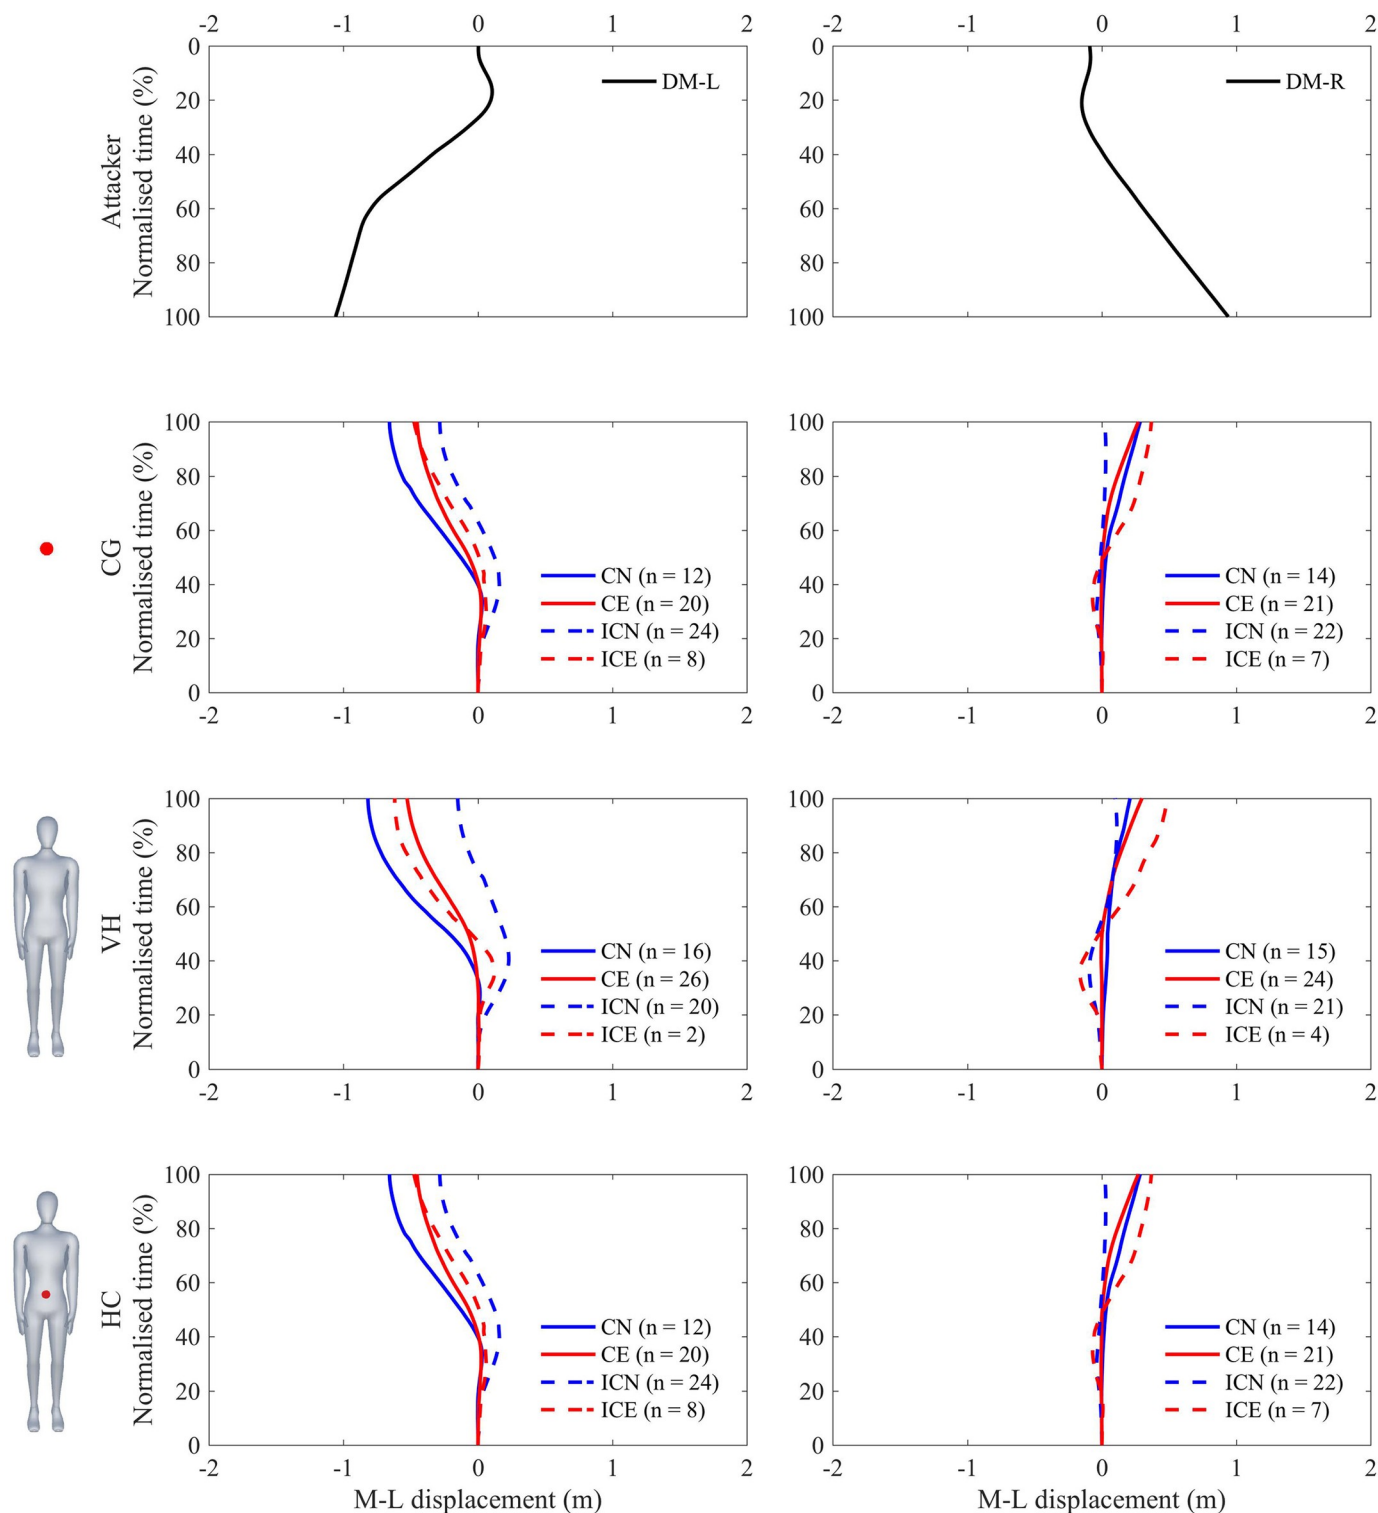 -2 -1 0 1 2
-2 -1 0 1 2
Attacker
Normalised time (%)
0
20
40
60
80
100
DM-L
0
20
40
60
80
100
DM-R
CG
Normalised time (%)
100
80
60
40
20
0
CN (n = 12)
CE (n = 20)
ICN (n = 24)
ICE (n = 8)
-2 -1 0 1 2
100
80
60
40
20
0
CN (n = 14)
CE (n = 21)
ICN (n = 22)
ICE (n = 7)
-2 -1 0 1 2
VH
Normalised time (%)
100
80
60
40
20
0
CN (n = 16)
CE (n = 26)
ICN (n = 20)
ICE (n = 2)
-2 -1 0 1 2
100
80
60
40
20
0
CN (n = 15)
CE (n = 24)
ICN (n = 21)
ICE (n = 4)
-2 -1 0 1 2
HC
Normalised time (%)
100
80
60
40
20
0
CN (n = 12)
CE (n = 20)
ICN (n = 24)
ICE (n = 8)
-2 -1 0 1 2
M-L displacement (m)
100
80
60
40
20
0
CN (n = 14)
CE (n = 21)
ICN (n = 22)
ICE (n = 7)
-2 -1 0 1 2
M-L displacement (m)